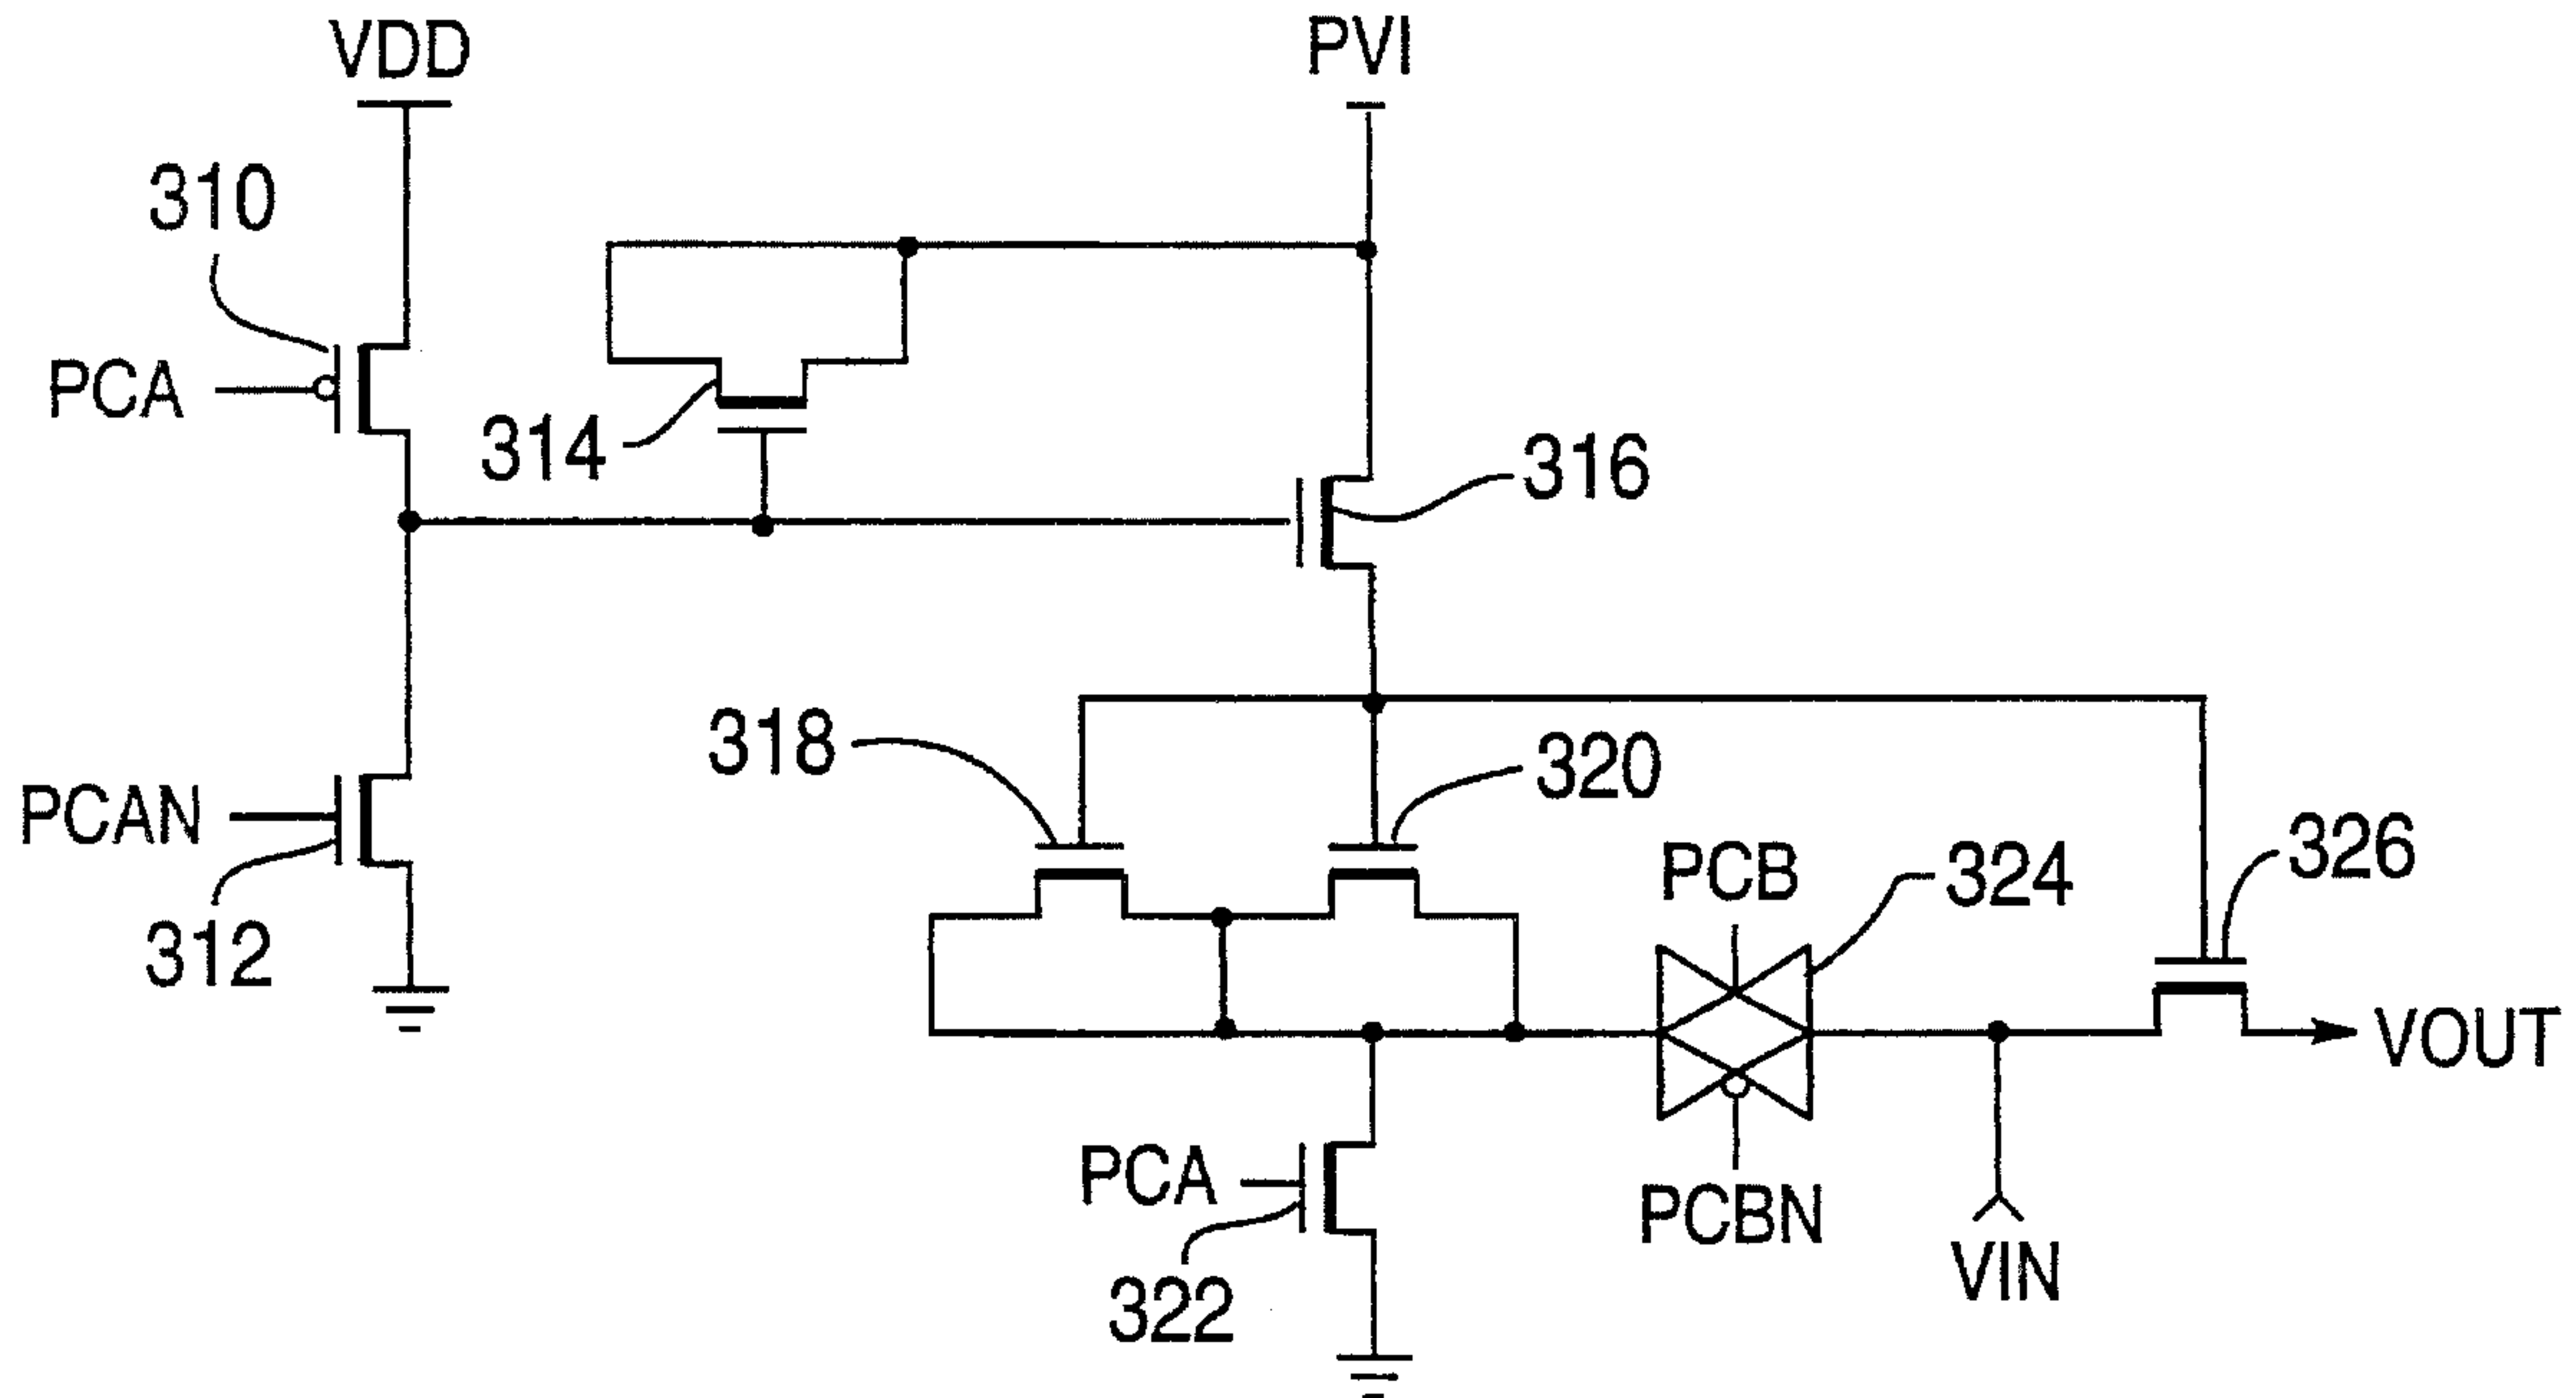 VDD
PVI
310
PCA
314
316
318
320
PCAN
312
PCB
324
326
VOUT
PCA
322
PCBN
VIN